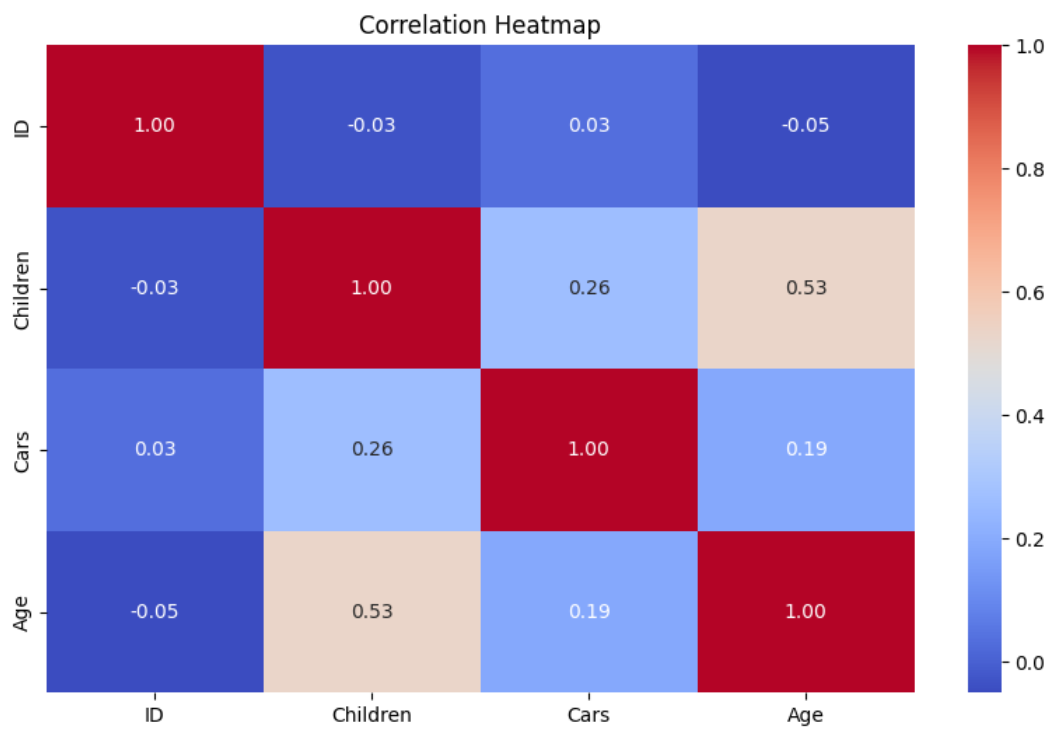 Correlation Heatmap
ID 1.00 -0.03 0.03 -0.05
Children -0.03 1.00 0.26 0.53
Cars 0.03 0.26 1.00 0.19
Age -0.05 0.53 0.19 1.00
ID Children Cars Age
1.0
0.8
0.6
0.4
0.2
0.0